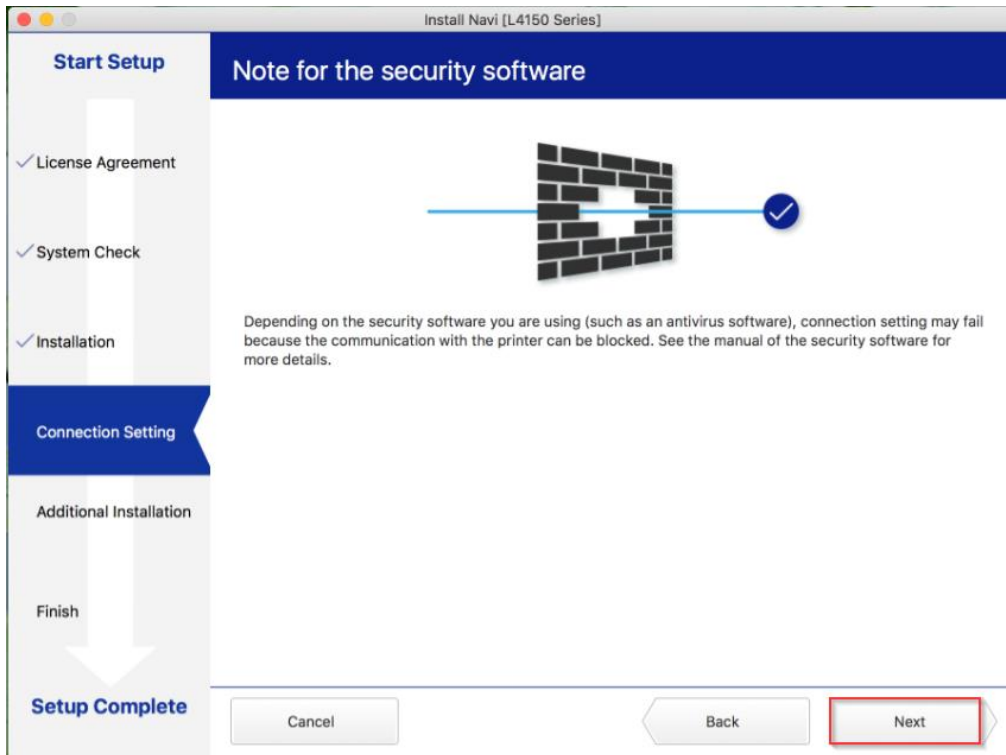 Install Navi [L4150 Series]
Start Setup
License Agreement
System Check
Installation
Connection Setting
Additional Installation
Finish
Setup Complete
Note for the security software
Depending on the security software you are using (such as an antivirus software), connection setting may fail
because the communication with the printer can be blocked. See the manual of the security software for
more details.
Cancel
Back
Next